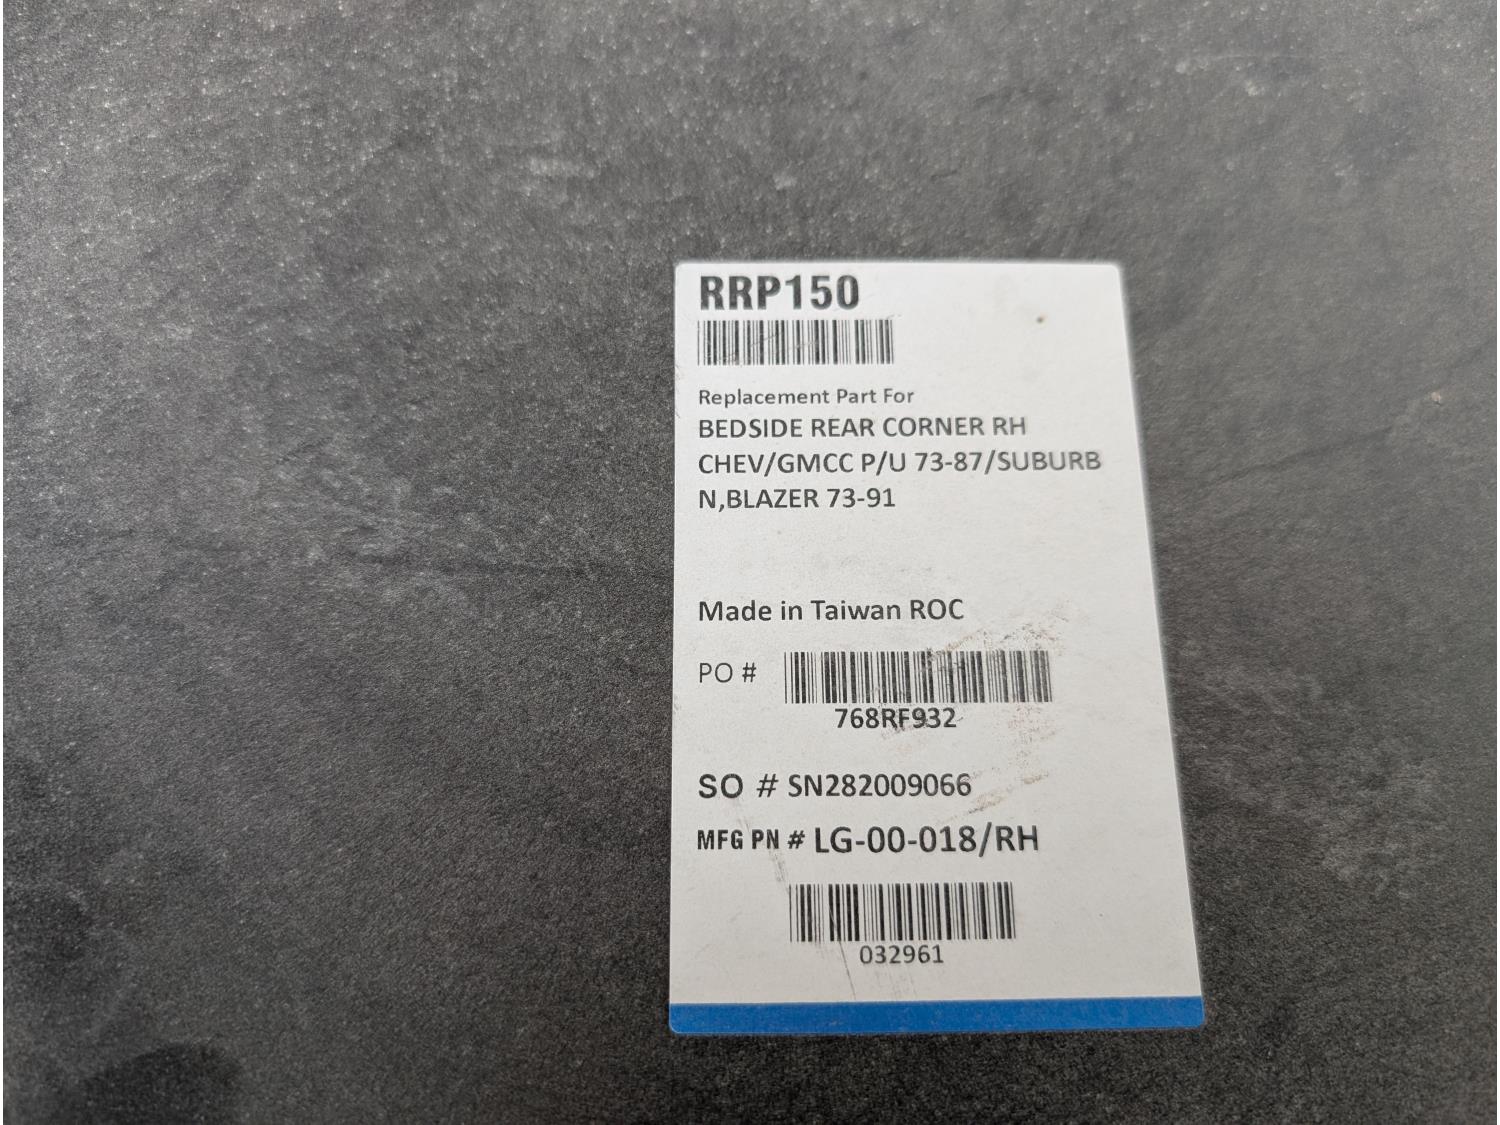 RRP150
Replacement Part For
BEDSIDE REAR CORNER RH
CHEV/GMCC P/U 73-87/SUBURB
N,BLAZER 73-91
Made in Taiwan ROC
PO #
768RF932
SO # SN282009066
MFG PN # LG-00-018/RH
032961